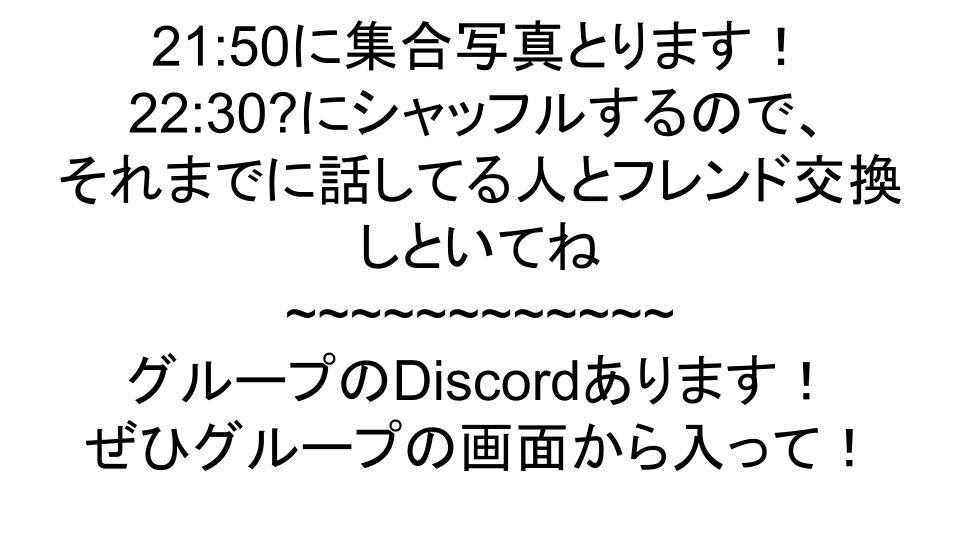 21:50に集合写真とります！
22:30?にシャッフルするので、
それまでに話してる人とフレンド交換
しといてね
~~~~~~~~~~~~
グループのDiscordあります！
ぜひグループの画面から入って！